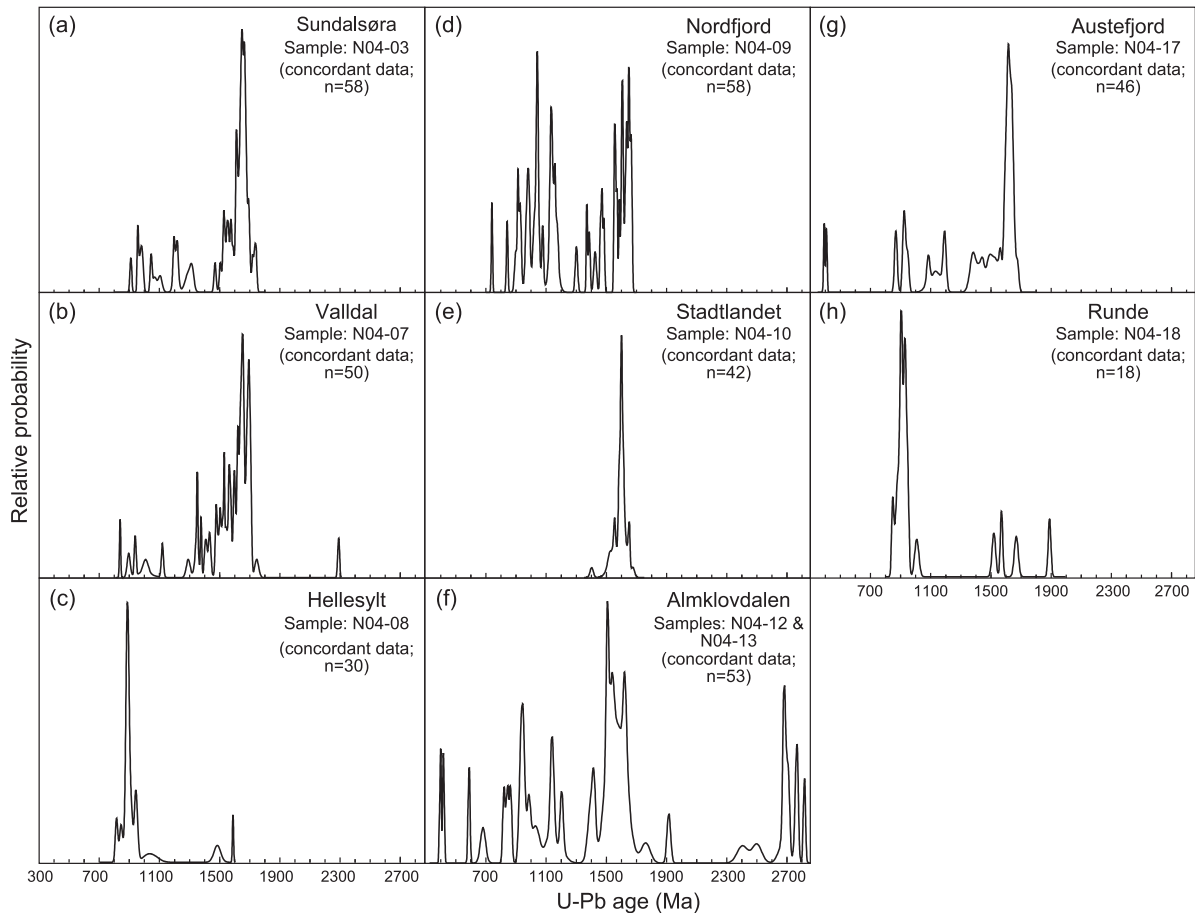 (a)
Sundalsøra
Sample: N04-03
(concordant data;
n=58)
(d)
Nordfjord
Sample: N04-09
(concordant data;
n=58)
(g)
Austefjord
Sample: N04-17
(concordant data;
n=46)
(b)
Valldal
Sample: N04-07
(concordant data;
n=50)
(e)
Stadtlandet
Sample: N04-10
(concordant data;
n=42)
(h)
Runde
Sample: N04-18
(concordant data;
n=18)
700 1100 1500 1900 2300 2700
(c)
Hellesylt
Sample: N04-08
(concordant data;
n=30)
(f)
Almklovdalen
Samples: N04-12 &
N04-13
(concordant data;
n=53)
Relative probability
300 700 1100 1500 1900 2300 2700
700 1100 1500 1900 2300 2700
U-Pb age (Ma)